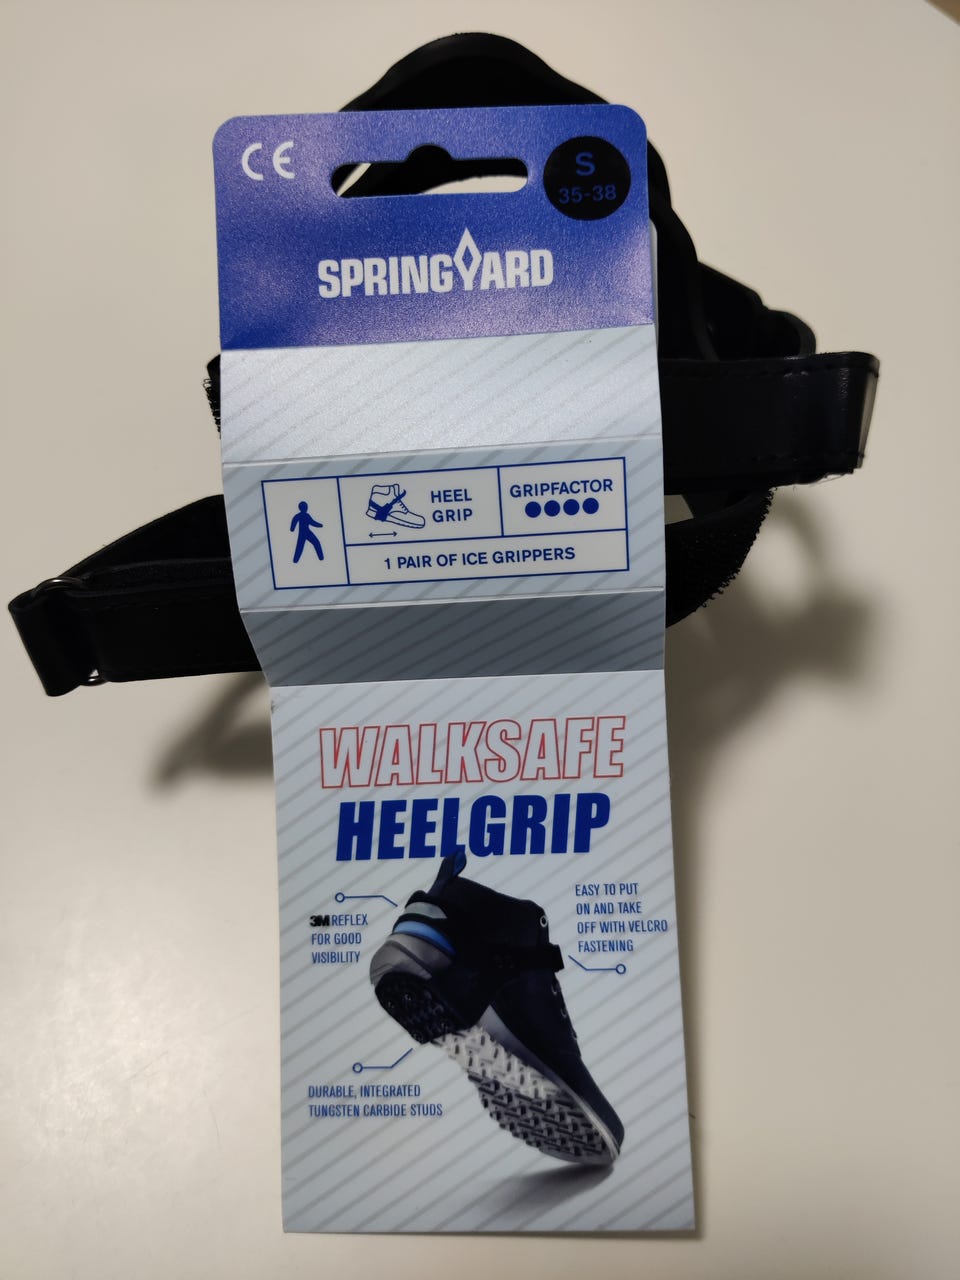 CE
S
35-38
SPRINGYARD
HEEL
GRIP
GRIPFACTOR
1 PAIR OF ICE GRIPPERS
WALKSAFE
HEELGRIP
3M REFLEX
FOR GOOD
VISIBILITY
EASY TO PUT
ON AND TAKE
OFF WITH VELCRO
FASTENING
DURABLE, INTEGRATED
TUNGSTEN CARBIDE STUDS